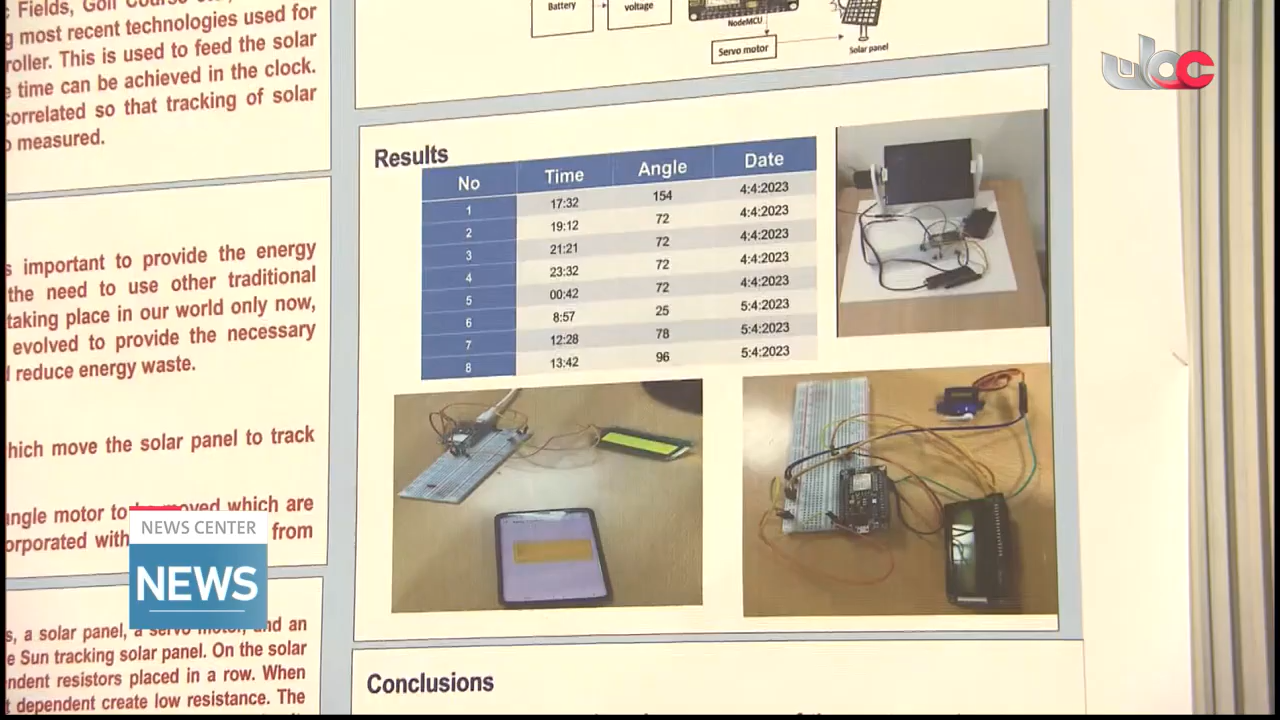 Fields, Golf Course
most recent technologies used for
roller. This is used to feed the solar
time can be achieved in the clock.
correlated so that tracking of solar
measured.
important to provide the energy
the need to use other traditional
taking place in our world only now,
evolved to provide the necessary
reduce energy waste.
hich move the solar panel to track
angle motor to be moved which are
orporated with
from
s, a solar panel, a servo motor, and an
e Sun tracking solar panel. On the solar
ndent resistors placed in a row. When
dependent create low resistance. The
Battery
voltage
NodeMCU
Servo motor
Solar panel
Results
No Time Angle Date
1 17:32 154 4:4:2023
2 19:12 72 4:4:2023
3 21:21 72 4:4:2023
4 23:32 72 4:4:2023
5 00:42 72 4:4:2023
6 8:57 25 5:4:2023
7 12:28 78 5:4:2023
8 13:42 96 5:4:2023
Conclusions
NEWS CENTER
NEWS
ubc